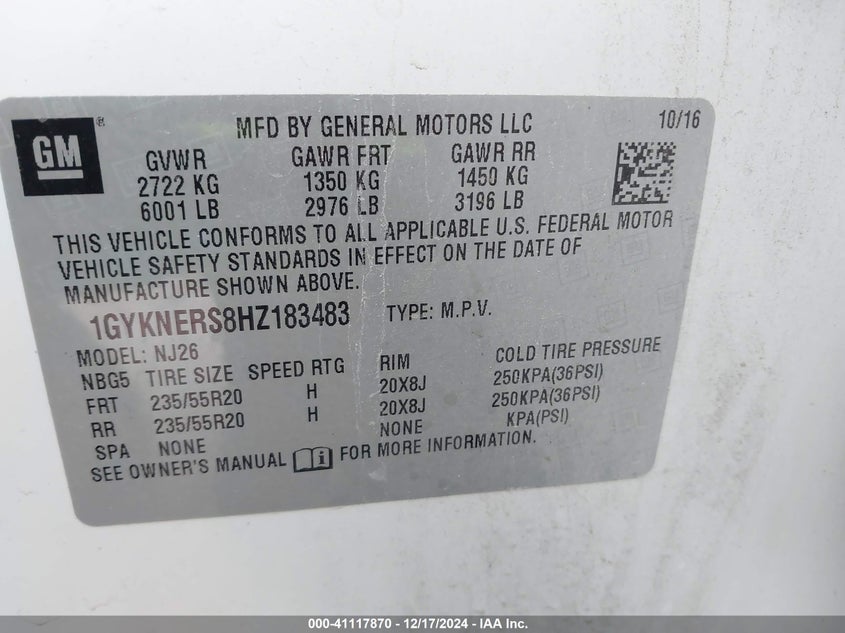 GM ® MFD BY GENERAL MOTORS LLC 10/16
GVWR GAWR FRT GAWR RR
2722 KG 1350 KG 1450 KG
6001 LB 2976 LB 3196 LB
THIS VEHICLE CONFORMS TO ALL APPLICABLE U.S. FEDERAL MOTOR
VEHICLE SAFETY STANDARDS IN EFFECT ON THE DATE OF
MANUFACTURE SHOWN ABOVE.
1GYKNERS8HZ183483 TYPE: M.P.V.
MODEL: NJ26
NBG5 TIRE SIZE SPEED RTG RIM COLD TIRE PRESSURE
FRT 235/55R20 H 20X8J 250KPA(36PSI)
RR 235/55R20 H 20X8J 250KPA(36PSI)
SPA NONE NONE KPA(PSI)
SEE OWNER'S MANUAL i FOR MORE INFORMATION.
000-41117870 - 12/17/2024 - IAA Inc.